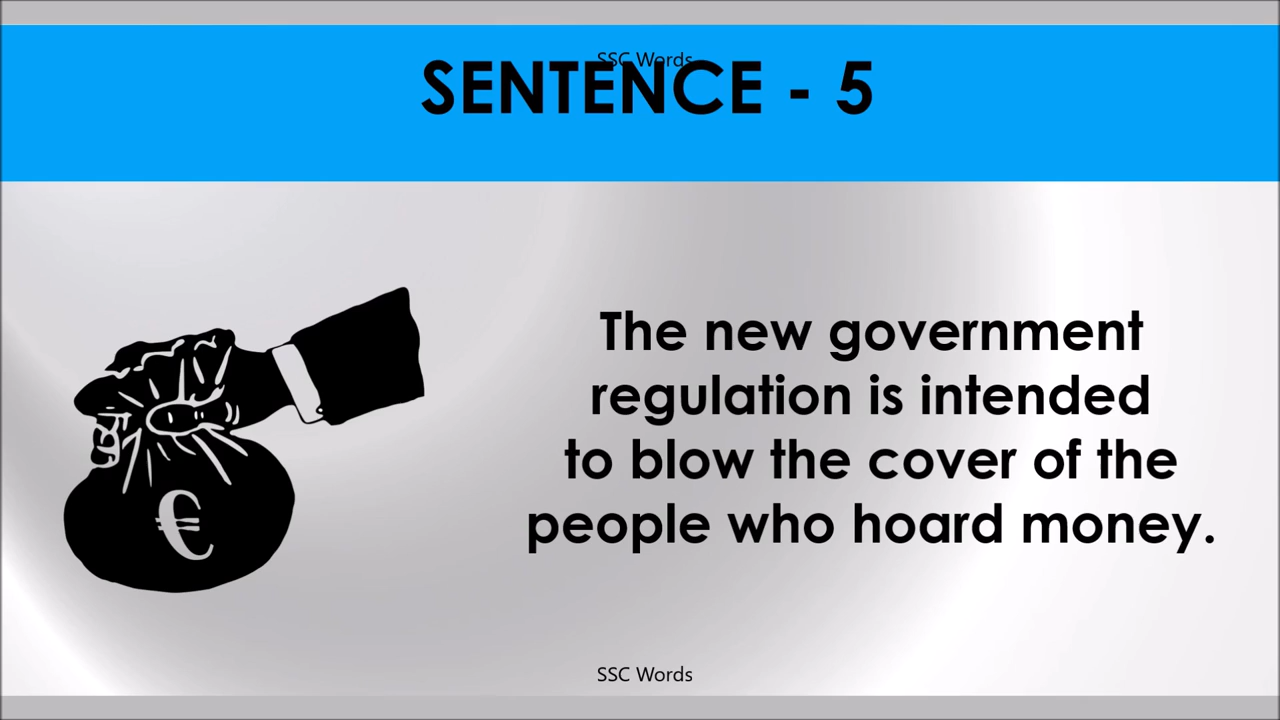 SSC Words
SENTENCE - 5
The new government
regulation is intended
to blow the cover of the
people who hoard money.
€
SSC Words